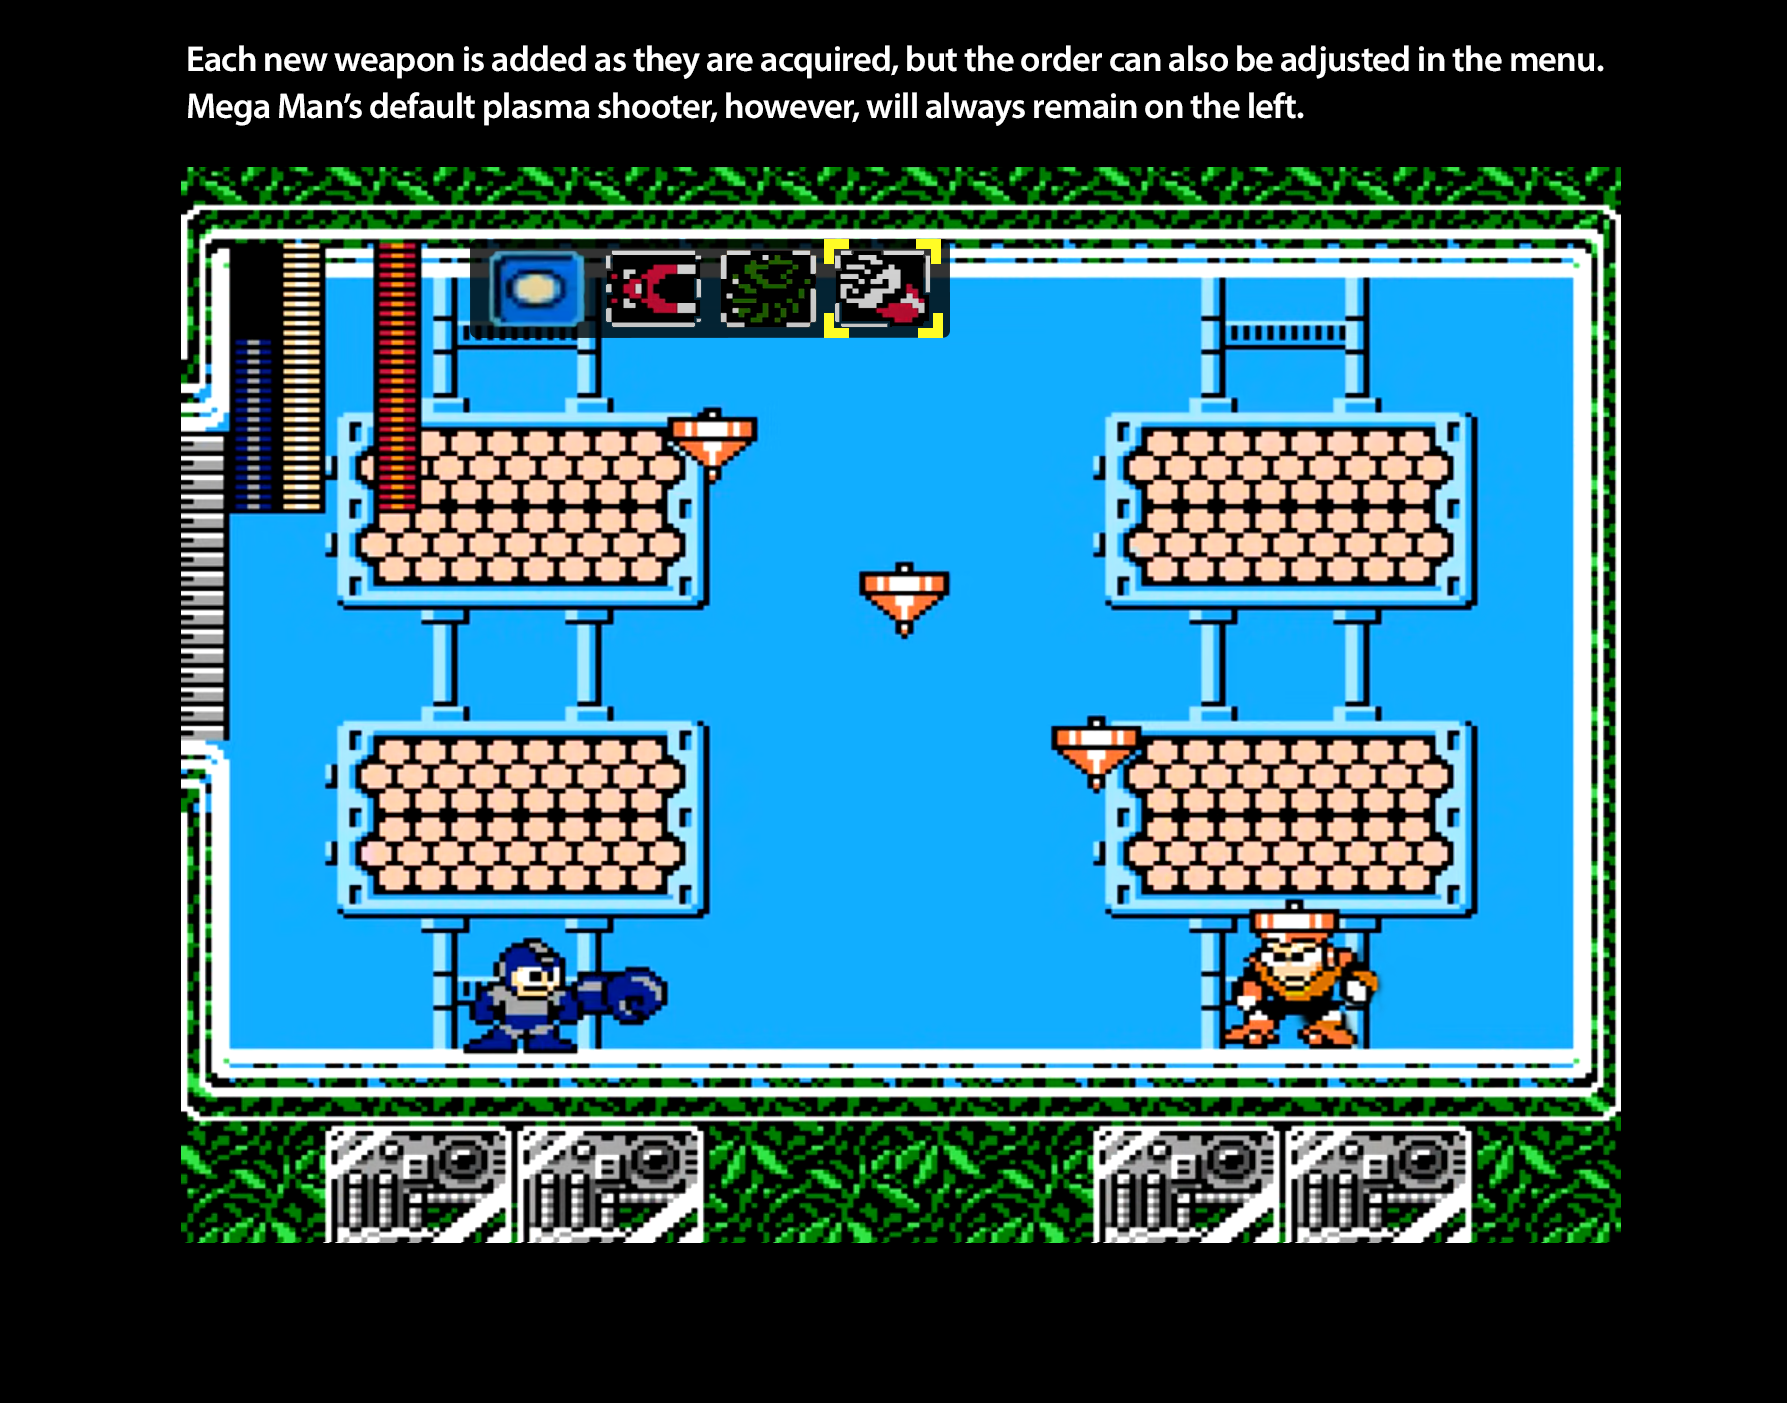 Each new weapon is added as they are acquired, but the order can also be adjusted in the menu.
Mega Man’s default plasma shooter, however, will always remain on the left.